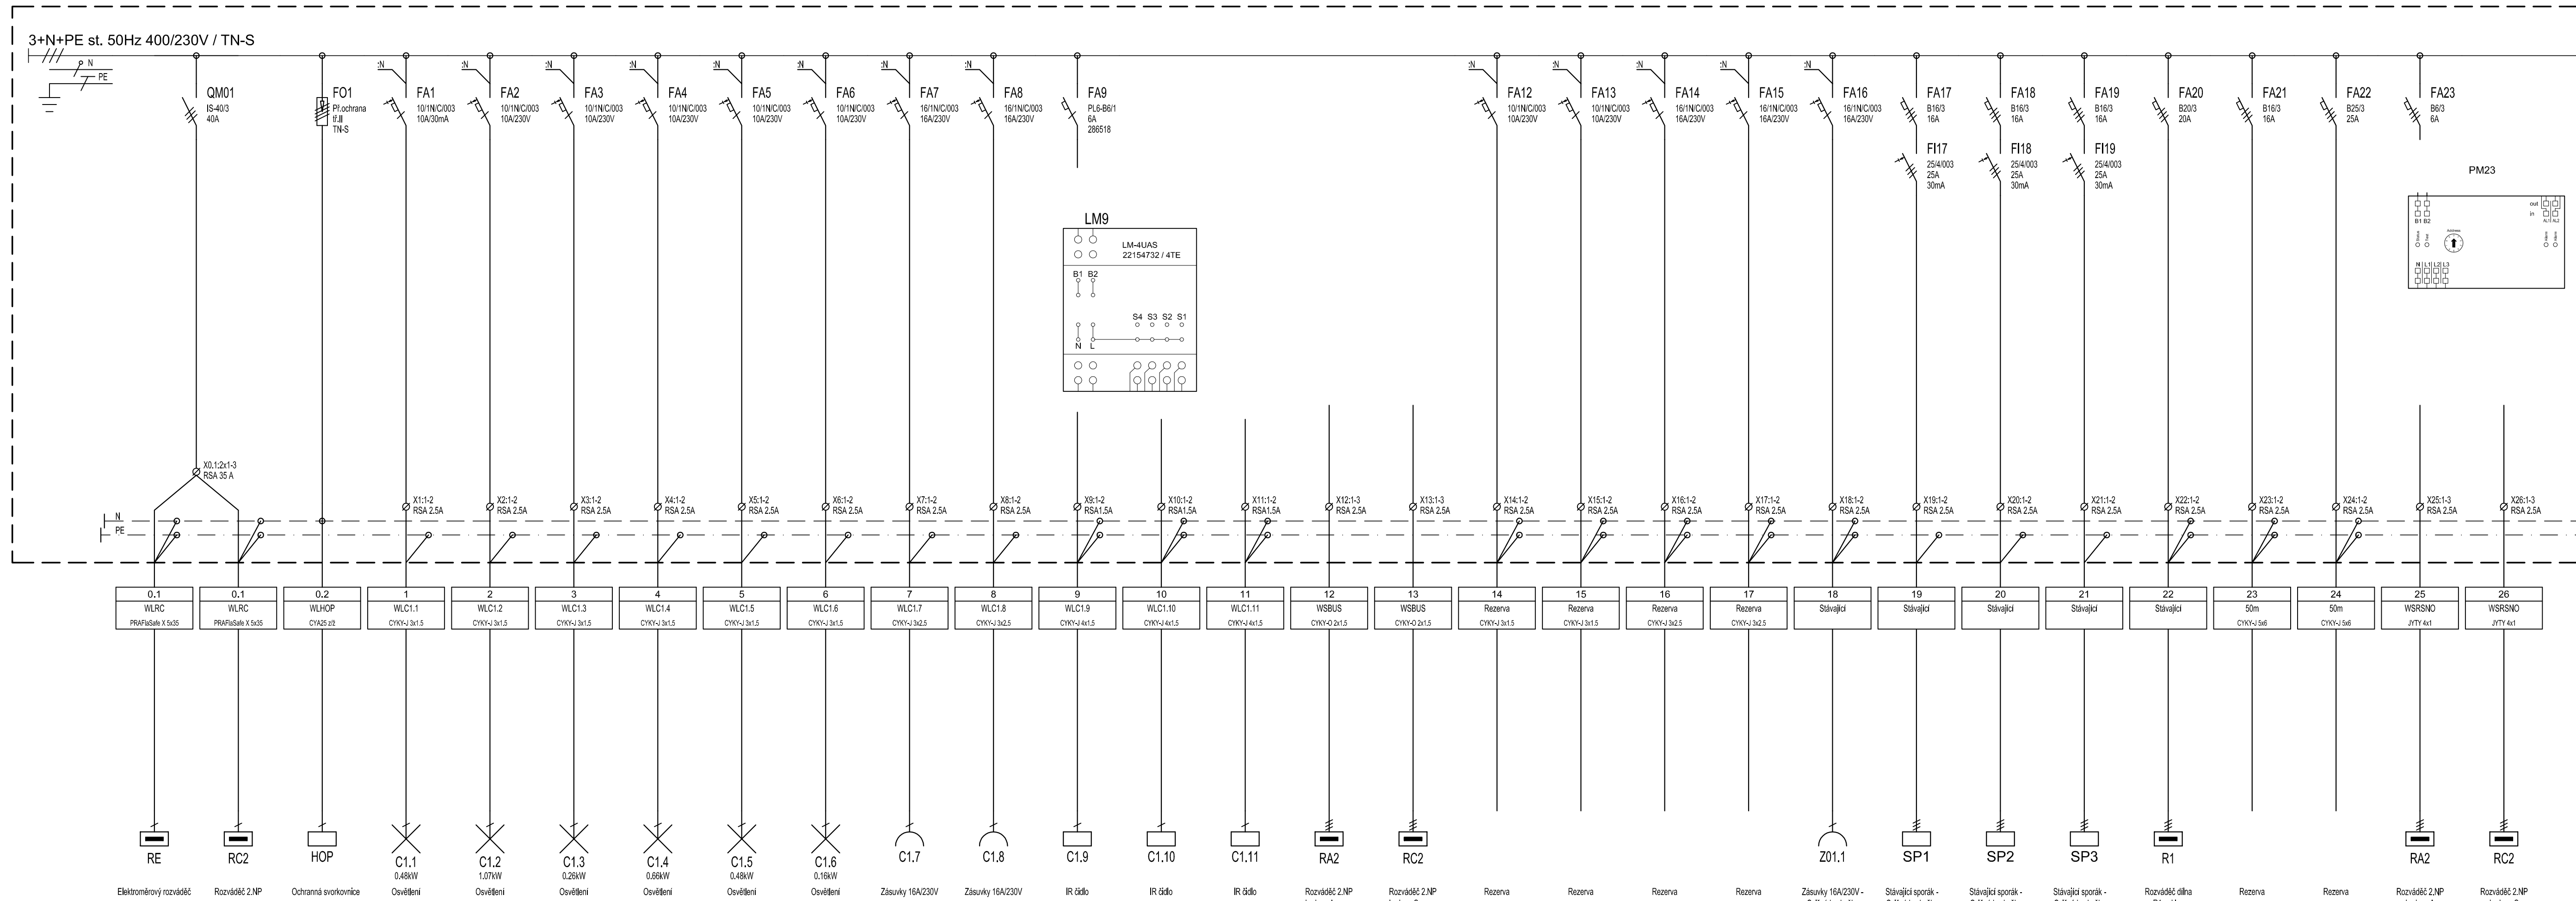 3+N+PE st. 50Hz 400/230V / TN-S
N
PE
QM01
IS-40/3
40A
FO1
Př.ochrana
tř.II
TN-S
:N
FA1
10/1N/C/003
10A/30mA
:N
FA2
10/1N/C/003
10A/230V
:N
FA3
10/1N/C/003
10A/230V
:N
FA4
10/1N/C/003
10A/230V
:N
FA5
10/1N/C/003
10A/230V
:N
FA6
10/1N/C/003
10A/230V
:N
FA7
16/1N/C/003
16A/230V
:N
FA8
16/1N/C/003
16A/230V
FA9
PL6-B6/1
6A
286518
:N
FA12
10/1N/C/003
10A/230V
:N
FA13
10/1N/C/003
10A/230V
:N
FA14
16/1N/C/003
16A/230V
:N
FA15
16/1N/C/003
16A/230V
:N
FA16
16/1N/C/003
16A/230V
FA17
B16/3
16A
FA18
B16/3
16A
FA19
B16/3
16A
FA20
B20/3
20A
FA21
B16/3
16A
FA22
B25/3
25A
FA23
B6/3
6A
FI17
25/4/003
25A
30mA
FI18
25/4/003
25A
30mA
FI19
25/4/003
25A
30mA
PM23
out
in
B1 B2
AL1 AL2
Status
Test
Address
Alarm
Alarm
N L1 L2 L3
LM9
LM-4UAS
22154732 / 4TE
B1 B2
S4 S3 S2 S1
N L
X0.1:2x1-3
RSA 35 A
X1:1-2
RSA 2.5A
X2:1-2
RSA 2.5A
X3:1-2
RSA 2.5A
X4:1-2
RSA 2.5A
X5:1-2
RSA 2.5A
X6:1-2
RSA 2.5A
X7:1-2
RSA 2.5A
X8:1-2
RSA 2.5A
X9:1-2
RSA1.5A
X10:1-2
RSA1.5A
X11:1-2
RSA1.5A
X12:1-3
RSA 2.5A
X13:1-3
RSA 2.5A
X14:1-2
RSA 2.5A
X15:1-2
RSA 2.5A
X16:1-2
RSA 2.5A
X17:1-2
RSA 2.5A
X18:1-2
RSA 2.5A
X19:1-2
RSA 2.5A
X20:1-2
RSA 2.5A
X21:1-2
RSA 2.5A
X22:1-2
RSA 2.5A
X23:1-2
RSA 2.5A
X24:1-2
RSA 2.5A
X25:1-3
RSA 2.5A
X26:1-3
RSA 2.5A
N
PE
0.1
WLRC
PRAFlaSafe X 5x35
0.1
WLRC
PRAFlaSafe X 5x35
0.2
WLHOP
CYA25 z/ž
1
WLC1.1
CYKY-J 3x1.5
2
WLC1.2
CYKY-J 3x1.5
3
WLC1.3
CYKY-J 3x1.5
4
WLC1.4
CYKY-J 3x1.5
5
WLC1.5
CYKY-J 3x1.5
6
WLC1.6
CYKY-J 3x1.5
7
WLC1.7
CYKY-J 3x2.5
8
WLC1.8
CYKY-J 3x2.5
9
WLC1.9
CYKY-J 4x1.5
10
WLC1.10
CYKY-J 4x1.5
11
WLC1.11
CYKY-J 4x1.5
12
WSBUS
CYKY-O 2x1.5
13
WSBUS
CYKY-O 2x1.5
14
Rezerva
CYKY-J 3x1.5
15
Rezerva
CYKY-J 3x1.5
16
Rezerva
CYKY-J 3x2.5
17
Rezerva
CYKY-J 3x2.5
18
Stávající
19
Stávající
20
Stávající
21
Stávající
22
Stávající
23
50m
CYKY-J 5x6
24
50m
CYKY-J 5x6
25
WSRSNO
JYTY 4x1
26
WSRSNO
JYTY 4x1
RE
Elektroměrový rozváděč
RC2
Rozváděč 2.NP
HOP
Ochranná svorkovnice
C1.1
0.48kW
Osvětlení
C1.2
1.07kW
Osvětlení
C1.3
0.26kW
Osvětlení
C1.4
0.66kW
Osvětlení
C1.5
0.48kW
Osvětlení
C1.6
0.16kW
Osvětlení
C1.7
Zásuvky 16A/230V
C1.8
Zásuvky 16A/230V
C1.9
IR čidlo
C1.10
IR čidlo
C1.11
IR čidlo
RA2
Rozváděč 2.NP
RC2
Rozváděč 2.NP
Rezerva
Rezerva
Rezerva
Rezerva
Z01.1
Zásuvky 16A/230V -
SP1
Stávající sporák -
SP2
Stávající sporák -
SP3
Stávající sporák -
R1
Rozváděč dílna
Rezerva
Rezerva
RA2
Rozváděč 2.NP
RC2
Rozváděč 2.NP